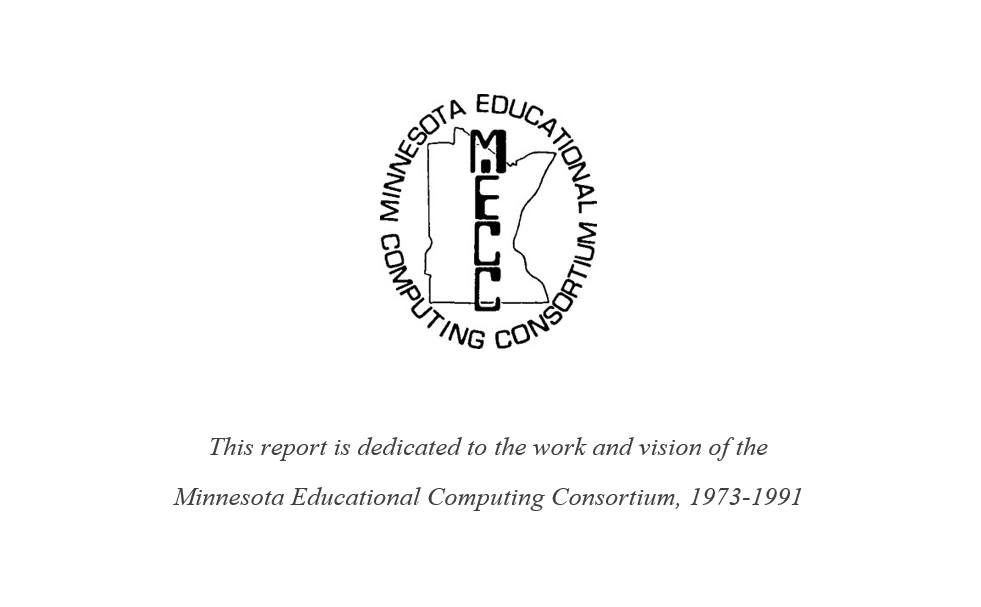 MINNESOTA EDUCATIONAL
COMPUTING CONSORTIUM
MECC
This report is dedicated to the work and vision of the
Minnesota Educational Computing Consortium, 1973-1991